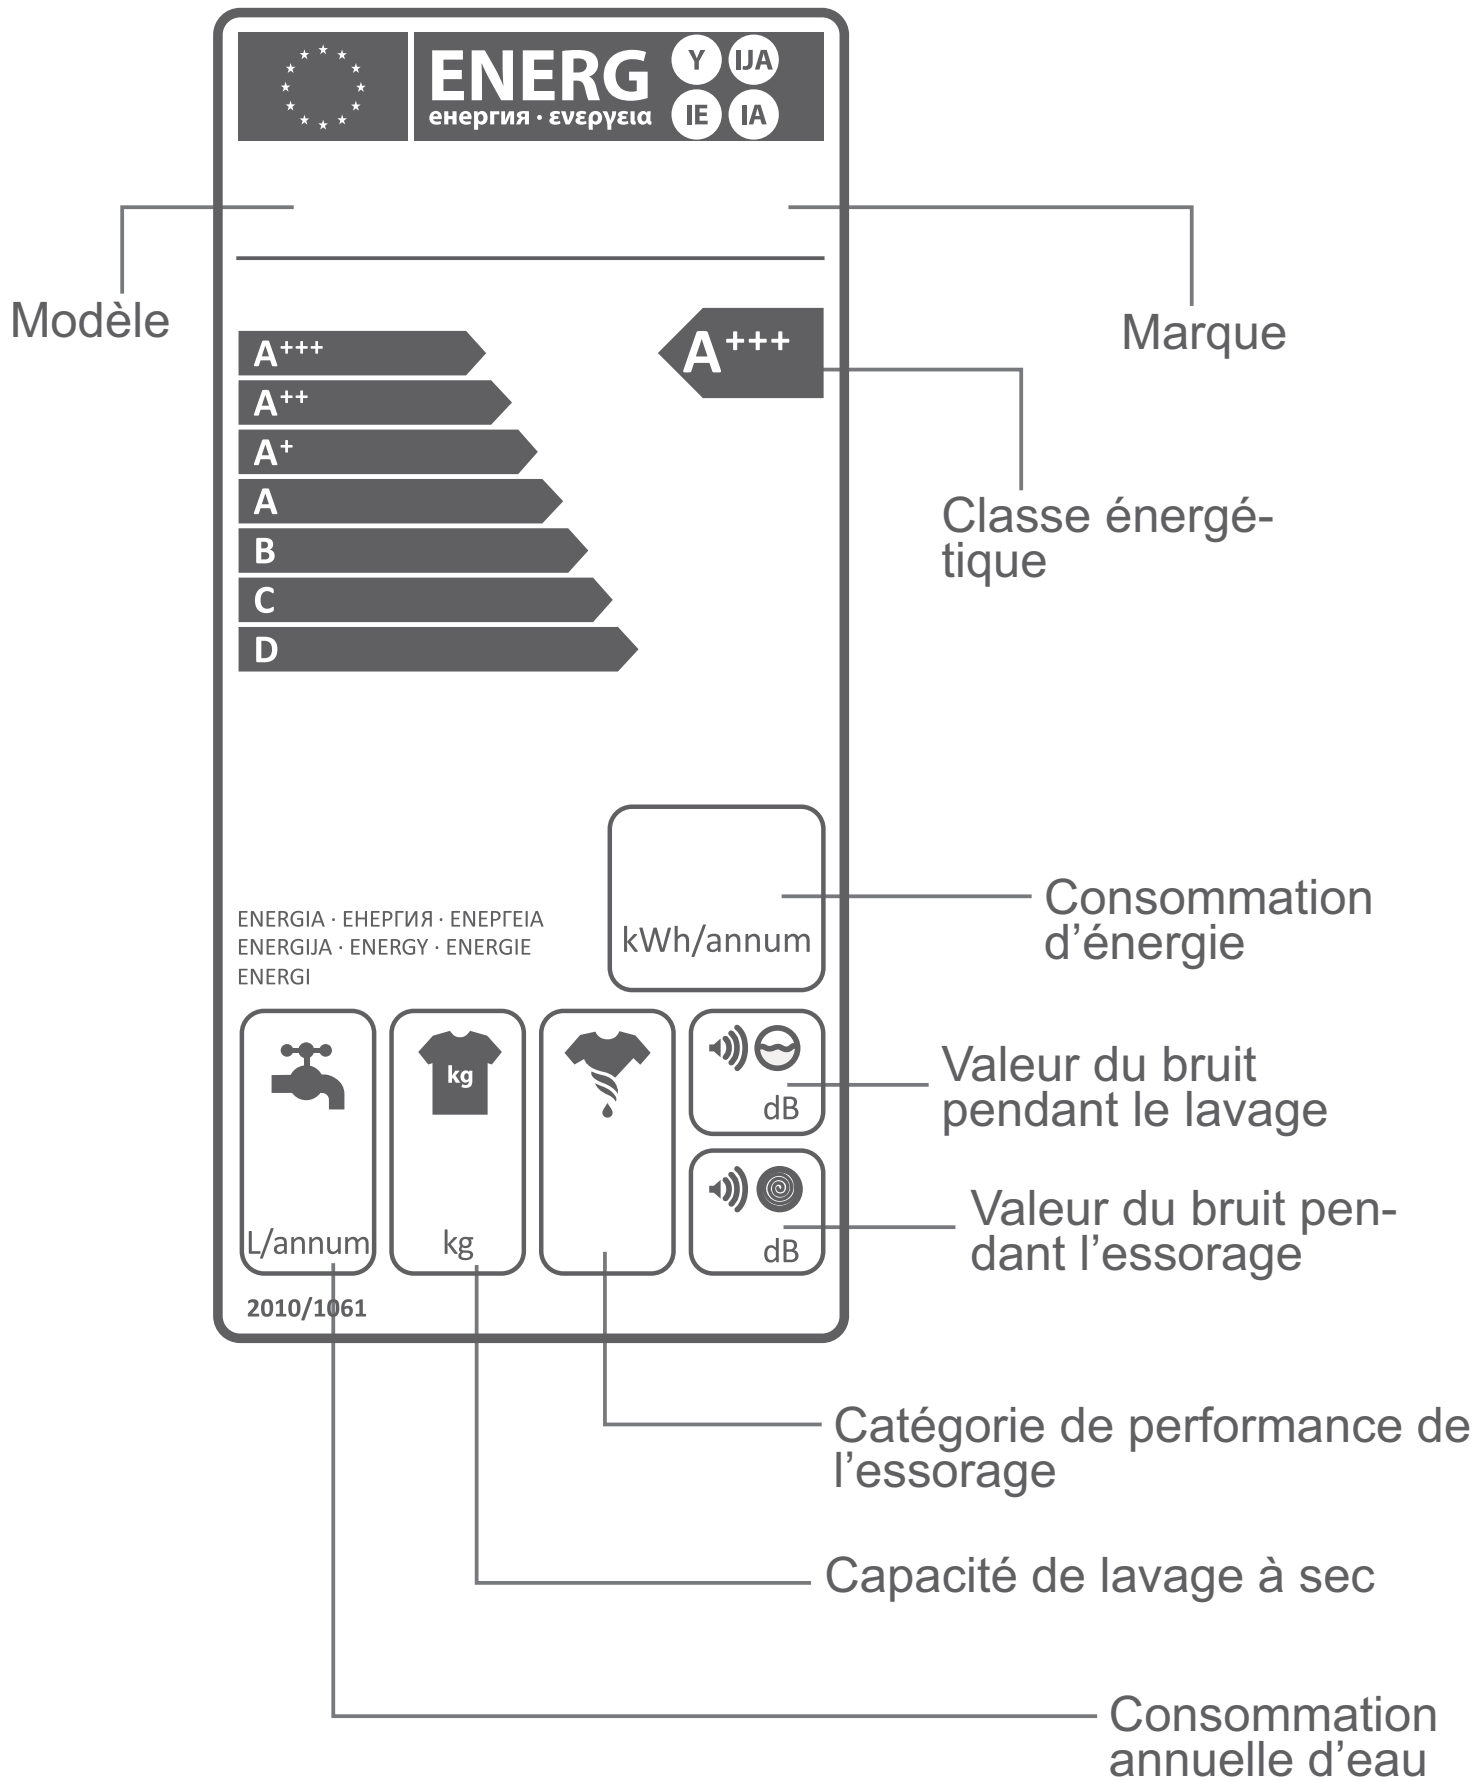 ENERG
енергия · ενεργεια
Y IJA
IE IA
Modèle
Marque
A+++
A+++
A++
A+
A
B
C
D
Classe énergé-
tique
Consommation
d’énergie
kWh/annum
ENERGIA · ЕНЕРГИЯ · ΕΝΕΡΓΕΙΑ
ENERGIJA · ENERGY · ENERGIE
ENERGI
kg
dB
Valeur du bruit
pendant le lavage
Valeur du bruit pen-
dant l’essorage
L/annum
kg
dB
2010/1061
Catégorie de performance de
l’essorage
Capacité de lavage à sec
Consommation
annuelle d’eau